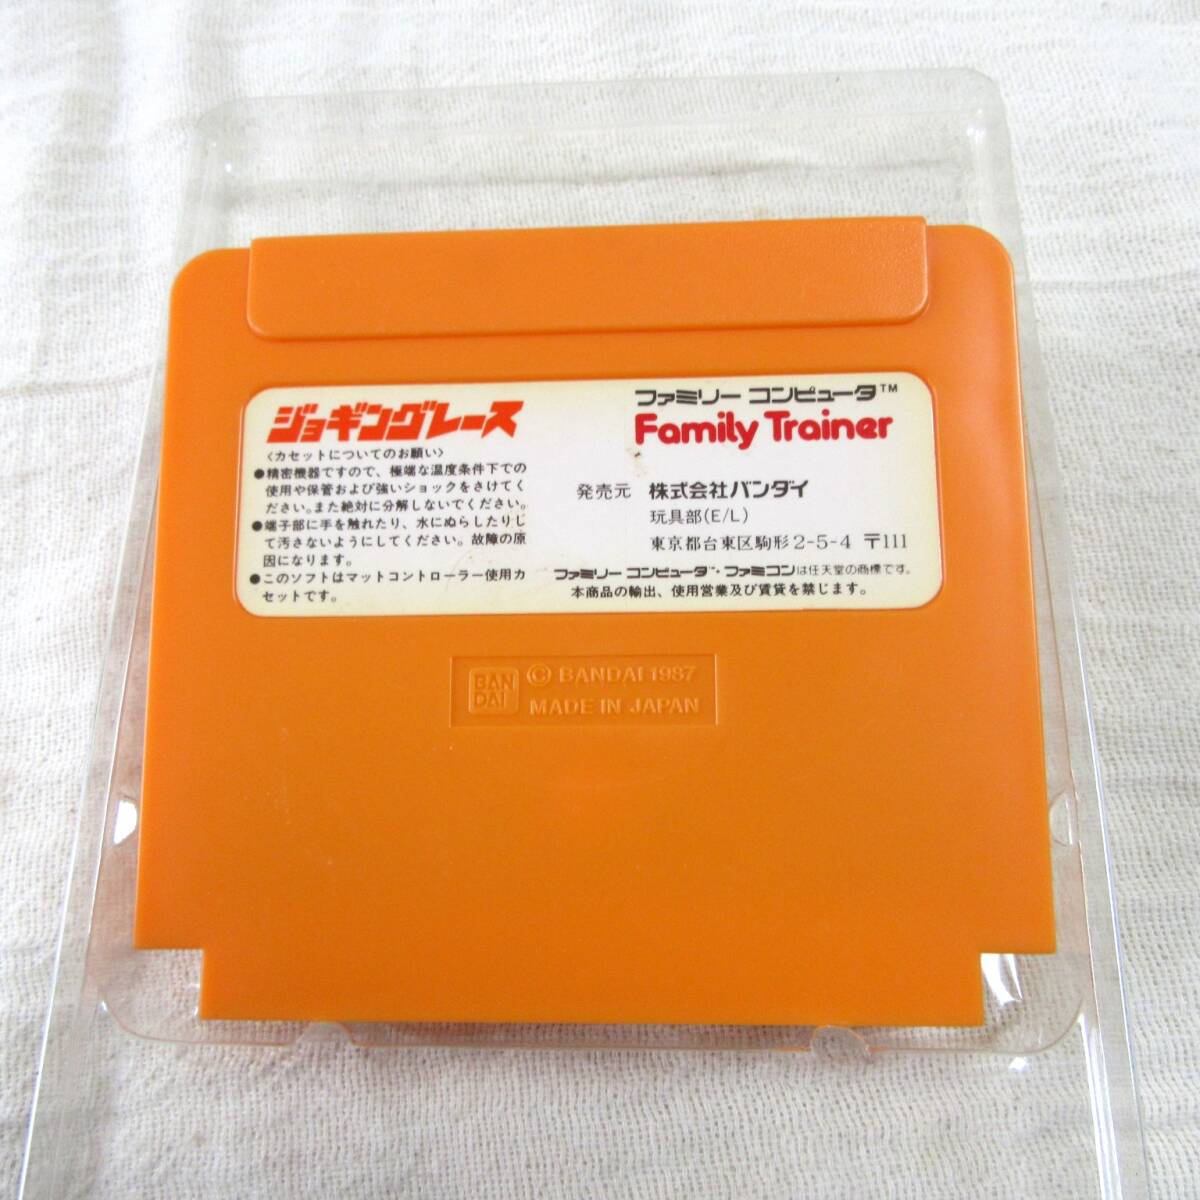 ジョギングレース
〈カセットについてのお願い〉
●精密機器ですので、極端な温度条件下での
使用や保管および強いショックをさけてく
ださい。また絶対に分解しないでください。
●端子部に手を触れたり、水にぬらしたりし
て汚さないようにしてください。故障の原
因になります。
●このソフトはマットコントローラー使用カ
セットです。
ファミリー コンピュータ™
Family Trainer
発売元 株式会社バンダイ
玩具部(E/L)
東京都台東区駒形2-5-4 〒111
ファミリー コンピュータ™・ファミコンは任天堂の商標です。
本商品の輸出、使用営業及び賃貸を禁じます。
BAN
DAI
© BANDAI 1987
MADE IN JAPAN